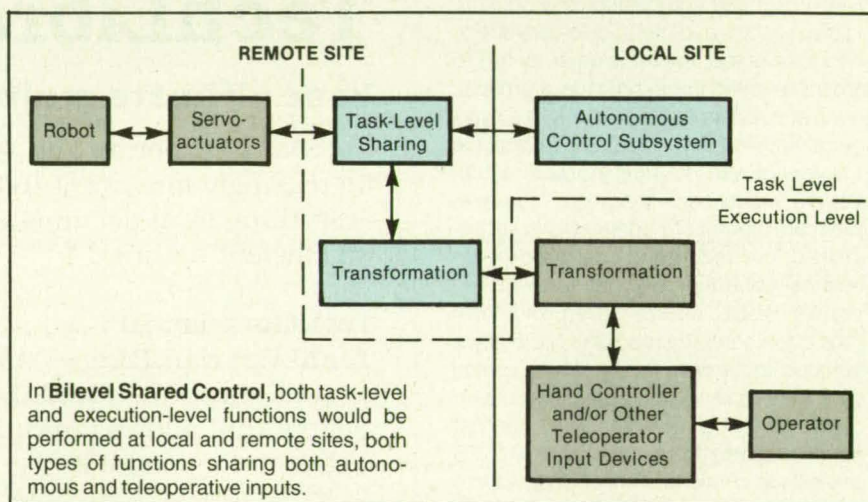 REMOTE SITE
LOCAL SITE
Robot
Servo-
actuators
Task-Level
Sharing
Autonomous
Control Subsystem
Task Level
Execution Level
Transformation
Transformation
Hand Controller
and/or Other
Teleoperator
Input Devices
Operator
In Bilevel Shared Control, both task-level
and execution-level functions would be
performed at local and remote sites, both
types of functions sharing both autono-
mous and teleoperative inputs.